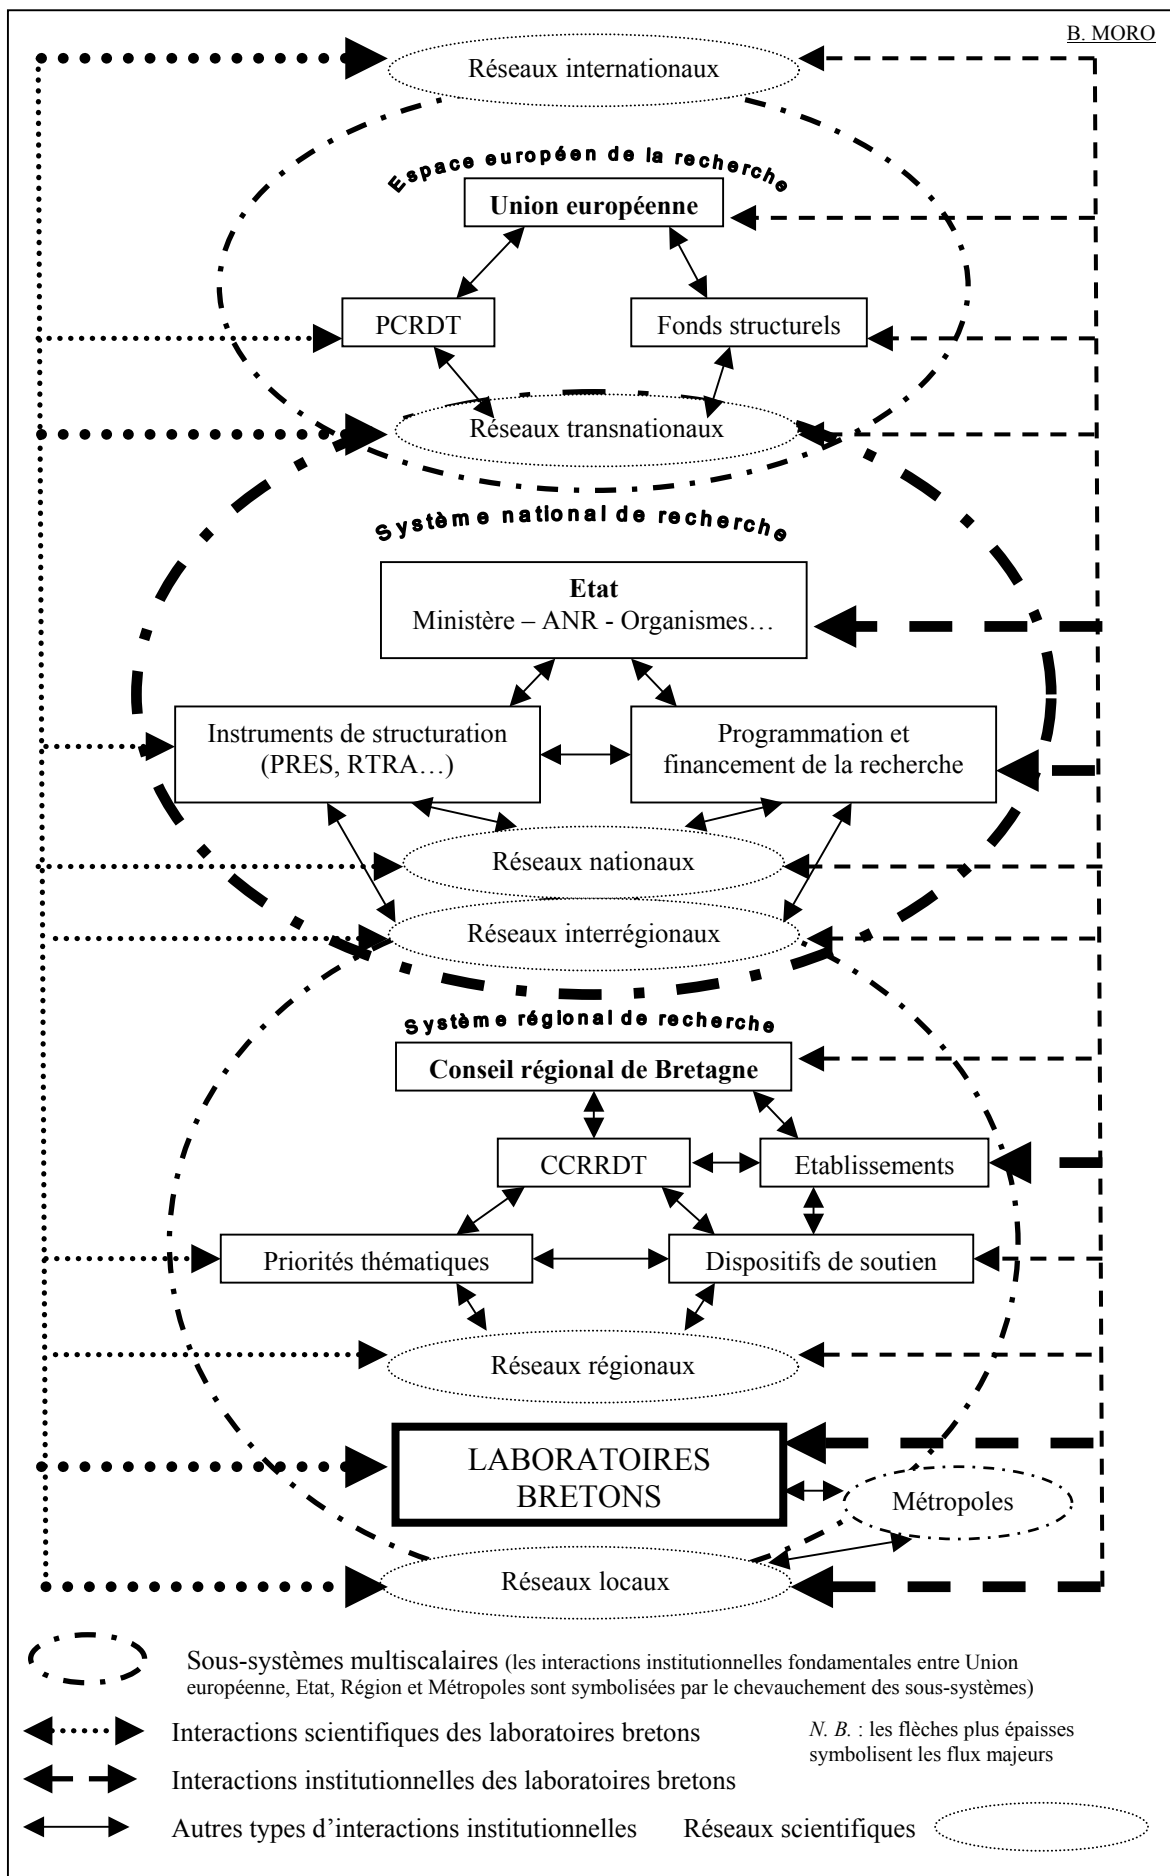 B. MORO
Réseaux internationaux
Espace européen de la recherche
Union européenne
PCRDT
Fonds structurels
Réseaux transnationaux
Système national de recherche
Etat
Ministère – ANR - Organismes…
Instruments de structuration
(PRES, RTRA…)
Programmation et
financement de la recherche
Réseaux nationaux
Réseaux interrégionaux
Système régional de recherche
Conseil régional de Bretagne
CCRRDT
Etablissements
Priorités thématiques
Dispositifs de soutien
Réseaux régionaux
LABORATOIRES
BRETONS
Métropoles
Réseaux locaux
Sous-systèmes multiscalaires (les interactions institutionnelles fondamentales entre Union
européenne, Etat, Région et Métropoles sont symbolisées par le chevauchement des sous-systèmes)
Interactions scientifiques des laboratoires bretons
N. B. : les flèches plus épaisses
symbolisent les flux majeurs
Interactions institutionnelles des laboratoires bretons
Autres types d’interactions institutionnelles
Réseaux scientifiques